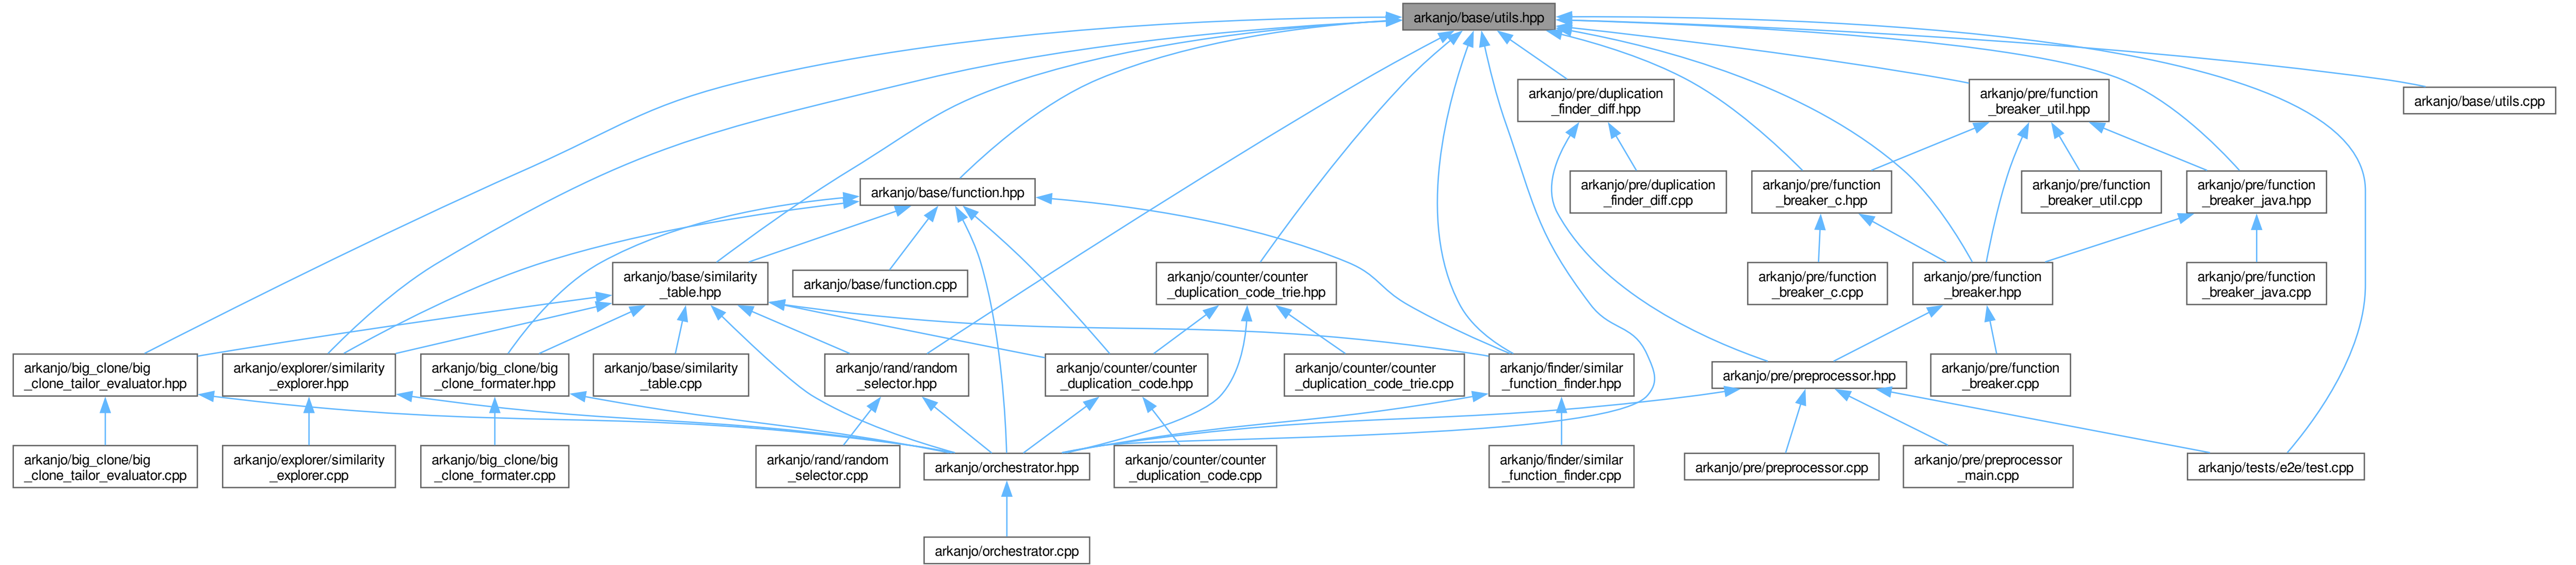 arkanjo/base/utils.hpp
arkanjo/pre/duplication
_finder_diff.hpp
arkanjo/pre/function
_breaker_util.hpp
arkanjo/base/utils.cpp
arkanjo/base/function.hpp
arkanjo/pre/duplication
_finder_diff.cpp
arkanjo/pre/function
_breaker_c.hpp
arkanjo/pre/function
_breaker_util.cpp
arkanjo/pre/function
_breaker_java.hpp
arkanjo/base/similarity
_table.hpp
arkanjo/base/function.cpp
arkanjo/counter/counter
_duplication_code_trie.hpp
arkanjo/pre/function
_breaker_c.cpp
arkanjo/pre/function
_breaker.hpp
arkanjo/pre/function
_breaker_java.cpp
arkanjo/big_clone/big
_clone_tailor_evaluator.hpp
arkanjo/explorer/similarity
_explorer.hpp
arkanjo/big_clone/big
_clone_formater.hpp
arkanjo/base/similarity
_table.cpp
arkanjo/rand/random
_selector.hpp
arkanjo/counter/counter
_duplication_code.hpp
arkanjo/counter/counter
_duplication_code_trie.cpp
arkanjo/finder/similar
_function_finder.hpp
arkanjo/pre/preprocessor.hpp
arkanjo/pre/function
_breaker.cpp
arkanjo/big_clone/big
_clone_tailor_evaluator.cpp
arkanjo/explorer/similarity
_explorer.cpp
arkanjo/big_clone/big
_clone_formater.cpp
arkanjo/rand/random
_selector.cpp
arkanjo/orchestrator.hpp
arkanjo/counter/counter
_duplication_code.cpp
arkanjo/finder/similar
_function_finder.cpp
arkanjo/pre/preprocessor.cpp
arkanjo/pre/preprocessor
_main.cpp
arkanjo/tests/e2e/test.cpp
arkanjo/orchestrator.cpp